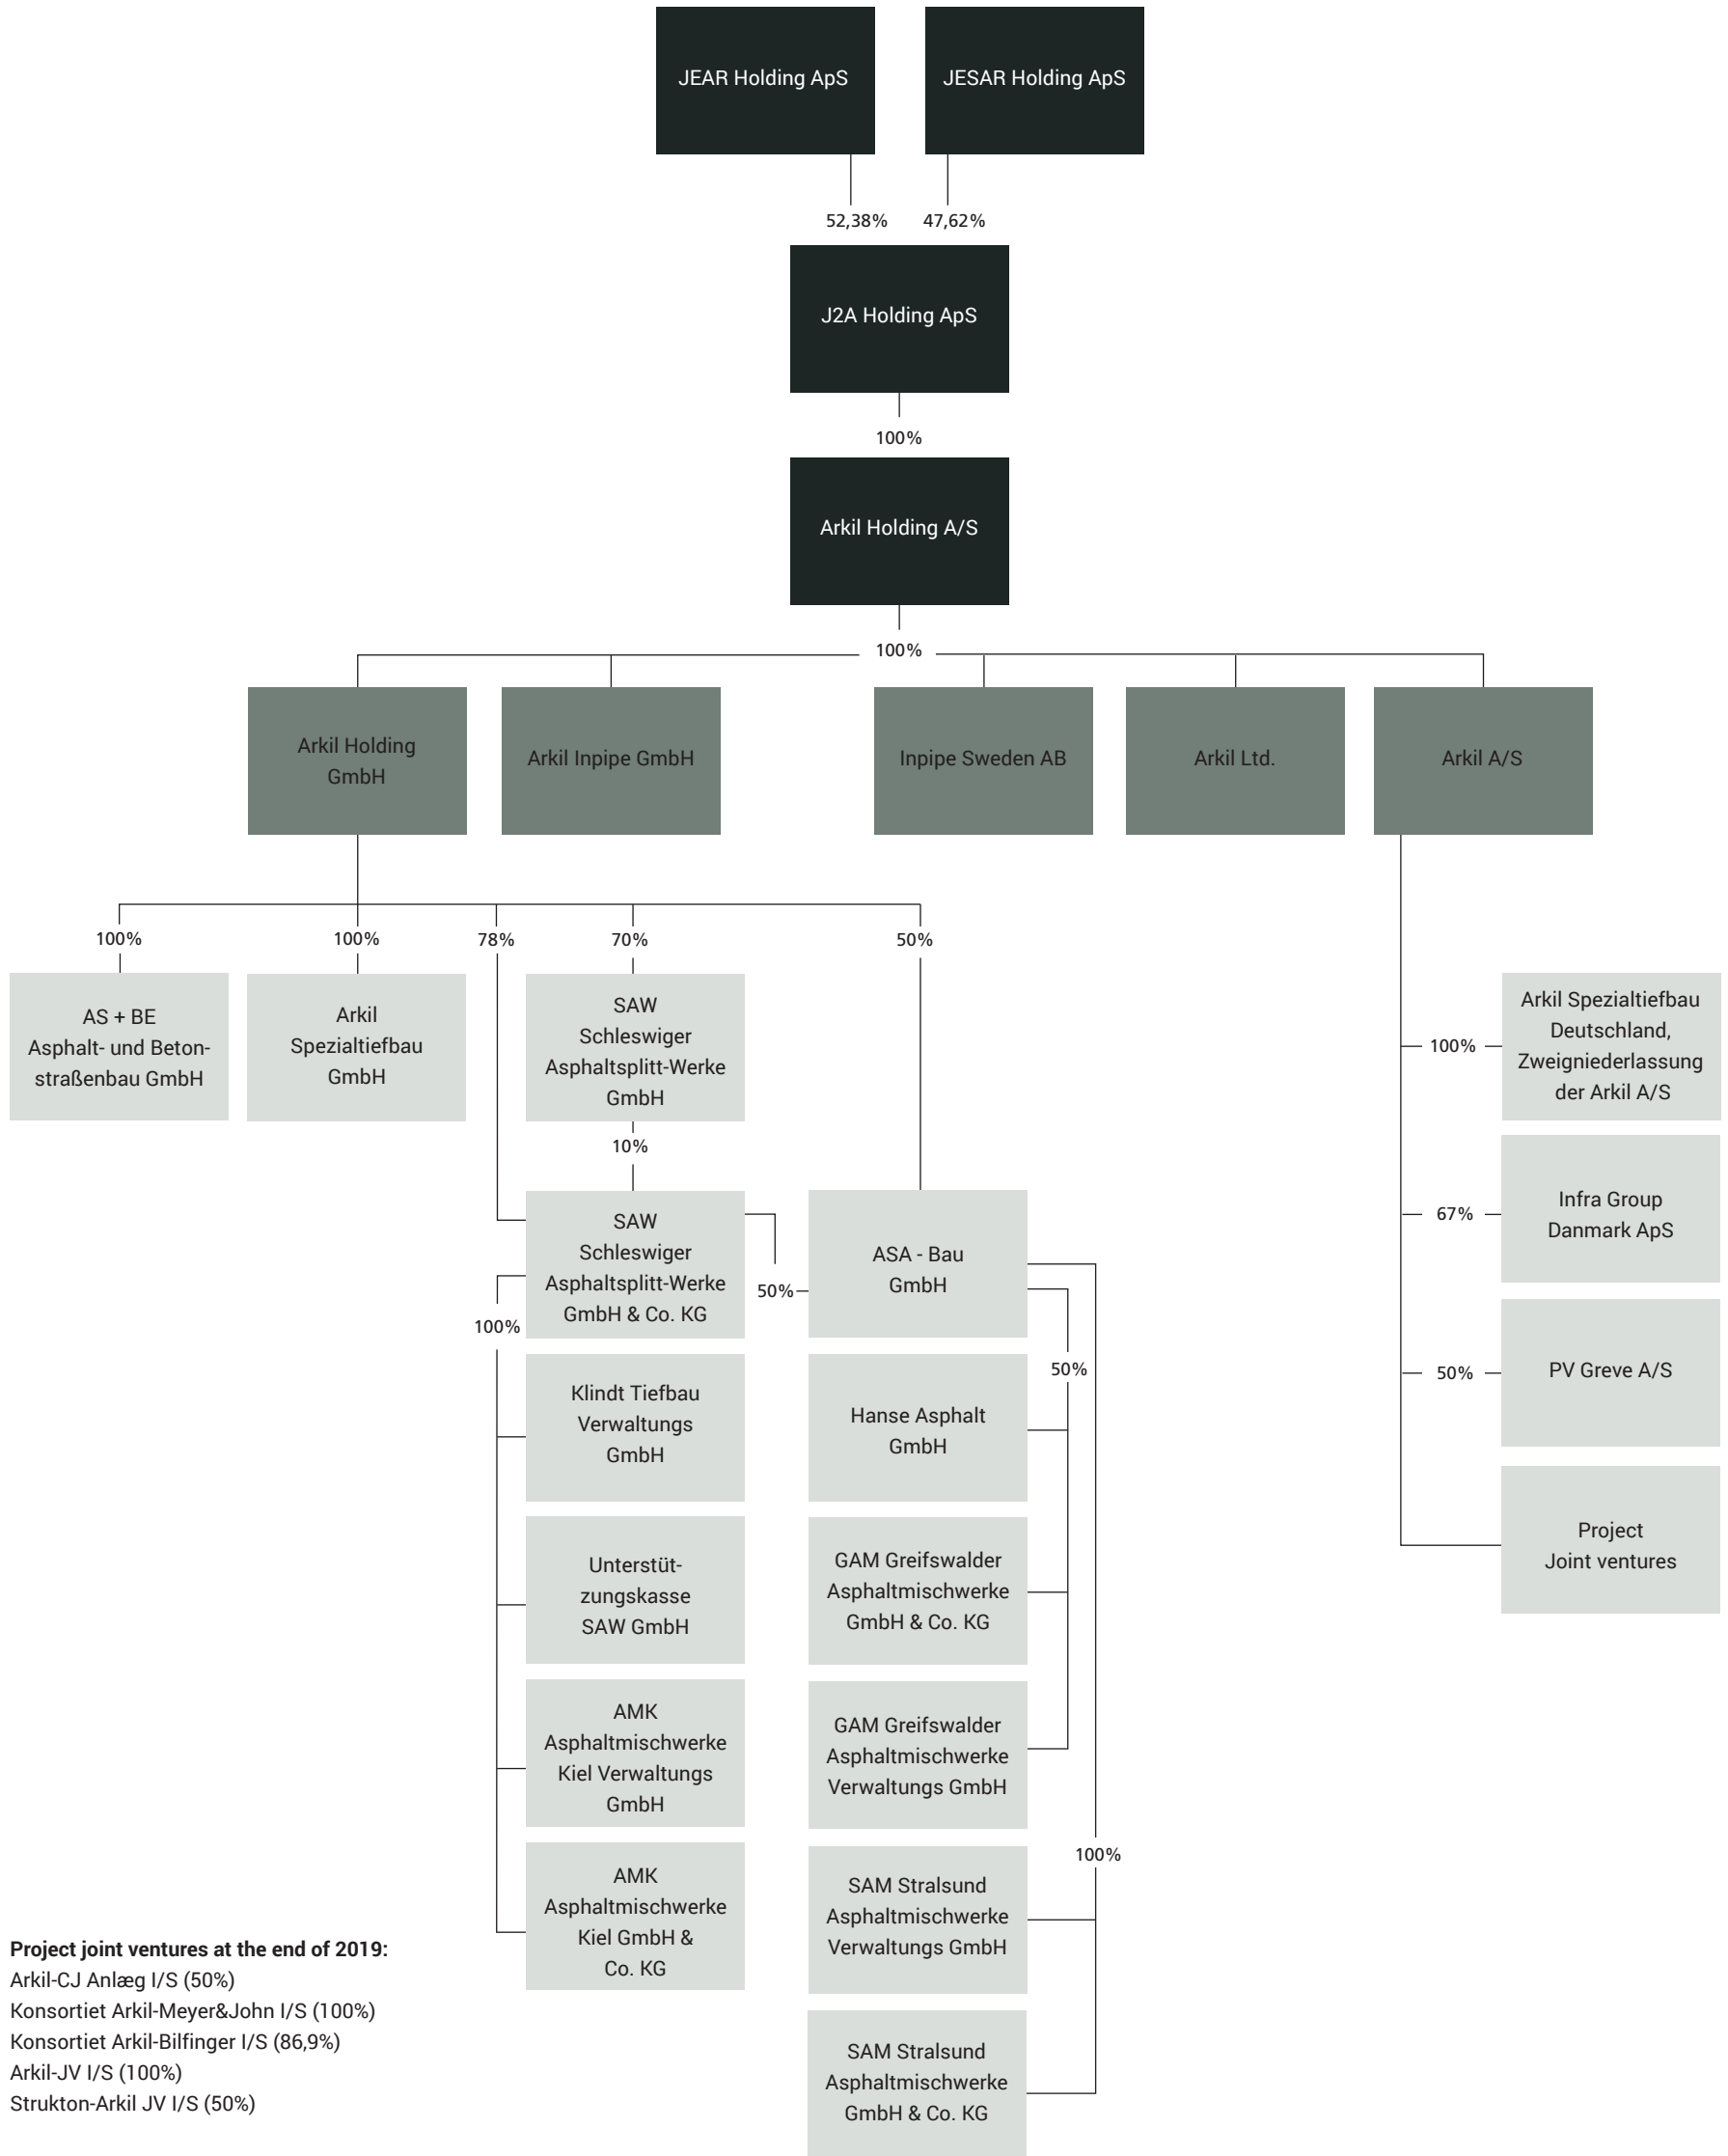 JEAR Holding ApS
JESAR Holding ApS
52,38%
47,62%
J2A Holding ApS
100%
Arkil Holding A/S
100%
Arkil Holding
GmbH
Arkil Inpipe GmbH
Inpipe Sweden AB
Arkil Ltd.
Arkil A/S
100%
100%
78%
70%
50%
AS + BE
Asphalt- und Beton-
straßenbau GmbH
Arkil
Spezialtiefbau
GmbH
SAW
Schleswiger
Asphaltsplitt-Werke
GmbH
10%
SAW
Schleswiger
Asphaltsplitt-Werke
GmbH & Co. KG
50%
ASA - Bau
GmbH
100%
Klindt Tiefbau
Verwaltungs
GmbH
Unterstüt-
zungskasse
SAW GmbH
AMK
Asphaltmischwerke
Kiel Verwaltungs
GmbH
AMK
Asphaltmischwerke
Kiel GmbH &
Co. KG
50%
Hanse Asphalt
GmbH
GAM Greifswalder
Asphaltmischwerke
GmbH & Co. KG
GAM Greifswalder
Asphaltmischwerke
Verwaltungs GmbH
100%
SAM Stralsund
Asphaltmischwerke
Verwaltungs GmbH
SAM Stralsund
Asphaltmischwerke
GmbH & Co. KG
100%
Arkil Spezialtiefbau
Deutschland,
Zweigniederlassung
der Arkil A/S
67%
Infra Group
Danmark ApS
50%
PV Greve A/S
Project
Joint ventures
Project joint ventures at the end of 2019:
Arkil-CJ Anlæg I/S (50%)
Konsortiet Arkil-Meyer&John I/S (100%)
Konsortiet Arkil-Bilfinger I/S (86,9%)
Arkil-JV I/S (100%)
Strukton-Arkil JV I/S (50%)